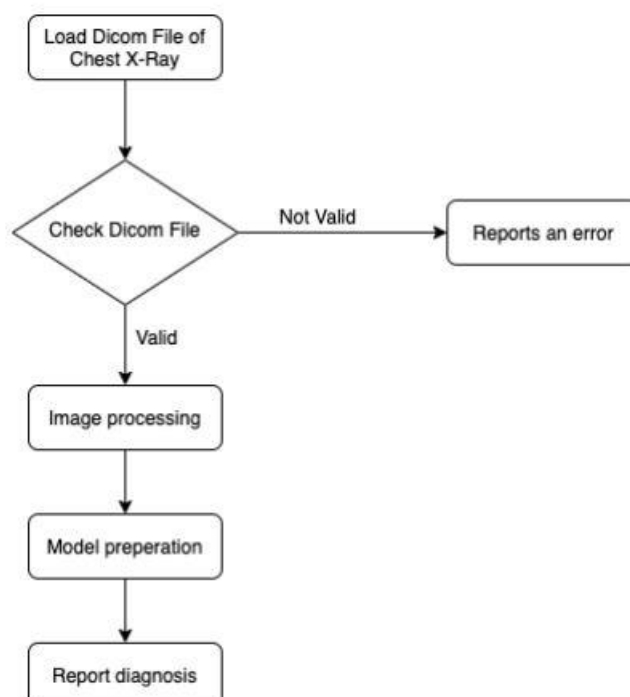 Load Dicom File of
Chest X-Ray
Check Dicom File
Not Valid
Reports an error
Valid
Image processing
Model preperation
Report diagnosis